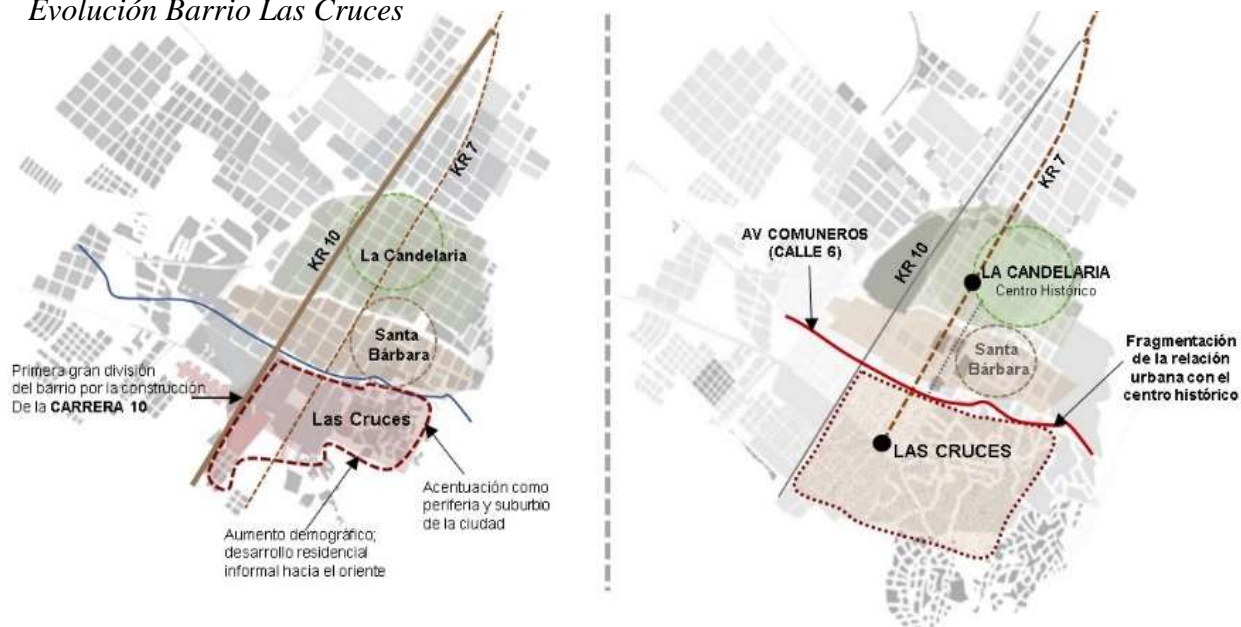 Evolución Barrio Las Cruces
KR 7
KR 10
La Candelaria
Santa
Bárbara
Primera gran división
del barrio por la construcción
De la CARRERA 10
Las Cruces
Acentuación como
periferia y suburbio
de la ciudad
Aumento demográfico;
desarrollo residencial
informal hacia el oriente
KR 7
AV COMUNEROS
(CALLE 6)
KR 10
LA CANDELARIA
Centro Histórico
Santa
Bárbara
Fragmentación
de la relación
urbana con el
centro histórico
LAS CRUCES